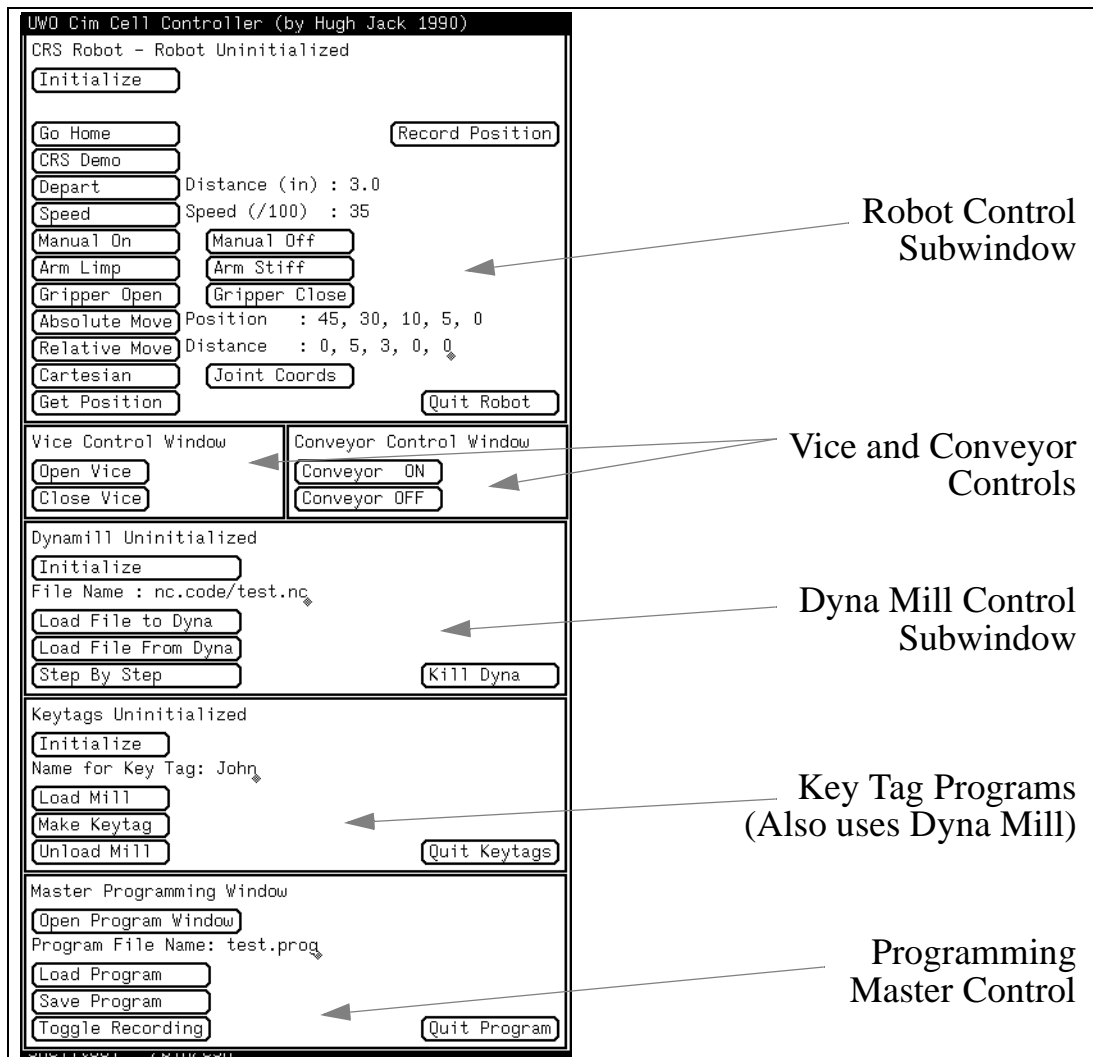 UWO Cim Cell Controller (by Hugh Jack 1990)
CRS Robot - Robot Uninitialized
Initialize
Go Home Record Position
CRS Demo
Depart Distance (in) : 3.0
Speed Speed (/100) : 35
Manual On Manual Off
Arm Limp Arm Stiff
Gripper Open Gripper Close
Absolute Move Position : 45, 30, 10, 5, 0
Relative Move Distance : 0, 5, 3, 0, 0
Cartesian Joint Coords
Get Position Quit Robot
Robot Control
Subwindow
Vice Control Window
Open Vice
Close Vice
Conveyor Control Window
Conveyor ON
Conveyor OFF
Vice and Conveyor
Controls
Dynamill Uninitialized
Initialize
File Name : nc.code/test.nc
Load File to Dyna
Load File From Dyna
Step By Step Kill Dyna
Dyna Mill Control
Subwindow
Keytags Uninitialized
Initialize
Name for Key Tag: John
Load Mill
Make Keytag
Unload Mill Quit Keytags
Key Tag Programs
(Also uses Dyna Mill)
Master Programming Window
Open Program Window
Program File Name: test.prog
Load Program
Save Program
Toggle Recording Quit Program
Programming
Master Control